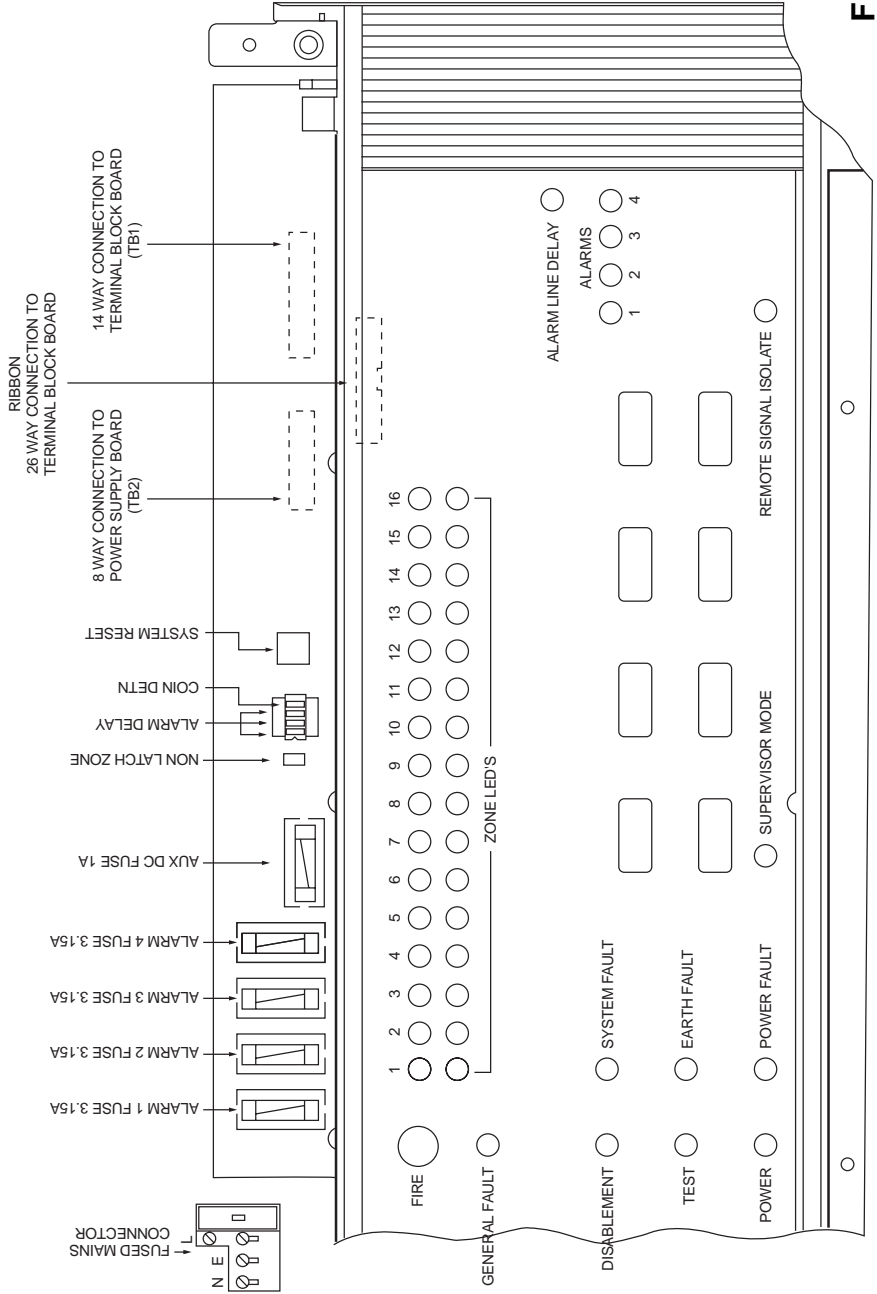 RIBBON
26 WAY CONNECTION TO
TERMINAL BLOCK BOARD
14 WAY CONNECTION TO
TERMINAL BLOCK BOARD
(TB1)
8 WAY CONNECTION TO
POWER SUPPLY BOARD
(TB2)
SYSTEM RESET
COIN DETN
ALARM DELAY
NON LATCH ZONE
AUX DC FUSE 1A
ALARM 4 FUSE 3.15A
ALARM 3 FUSE 3.15A
ALARM 2 FUSE 3.15A
ALARM 1 FUSE 3.15A
FUSED MAINS
CONNECTOR
N E L
FIRE
GENERAL FAULT
1 2 3 4 5 6 7 8 9 10 11 12 13 14 15 16
ZONE LED'S
ALARM LINE DELAY
ALARMS
1 2 3 4
DISABLEMENT
SYSTEM FAULT
TEST
EARTH FAULT
POWER
POWER FAULT
SUPERVISOR MODE
REMOTE SIGNAL ISOLATE
F